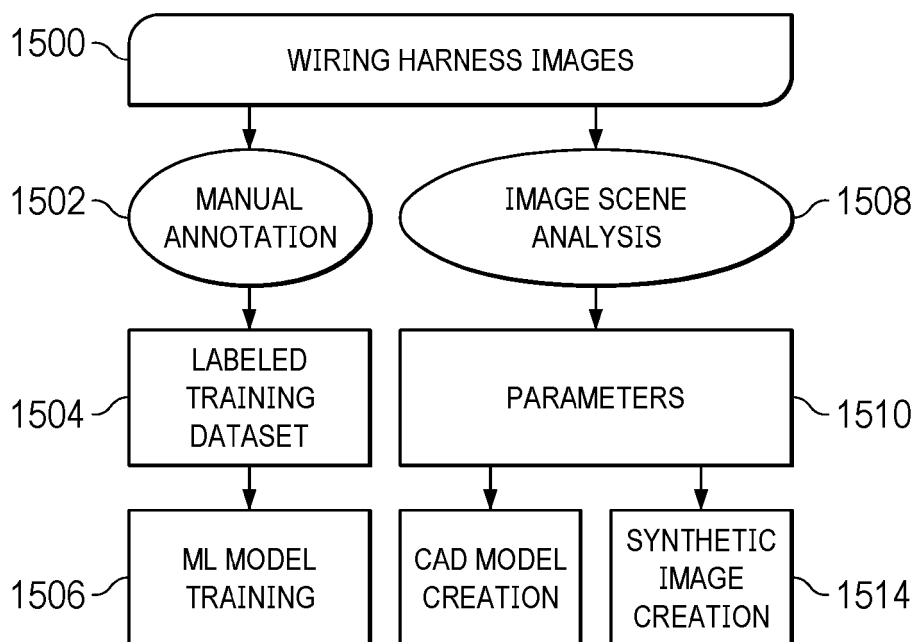 1500
WIRING HARNESS IMAGES
1502
MANUAL
ANNOTATION
IMAGE SCENE
ANALYSIS
1508
1504
LABELED
TRAINING
DATASET
PARAMETERS
1510
1506
ML MODEL
TRAINING
CAD MODEL
CREATION
SYNTHETIC
IMAGE
CREATION
1514